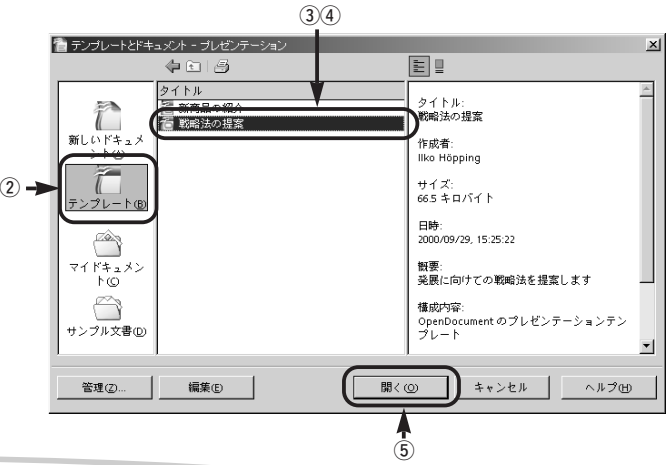 ③④
テンプレートとドキュメント - プレゼンテーション
タイトル
新商品の紹介
戦略法の提案
新しいドキュメ
ント(A)
②
テンプレート(B)
マイドキュメン
ト(C)
サンプル文書(D)
タイトル:
戦略法の提案
作成者:
Ilko Höpping
サイズ:
66.5 キロバイト
日時:
2000/09/29, 15:25:22
概要:
発展に向けての戦略法を提案します
構成内容:
OpenDocument のプレゼンテーションテン
プレート
管理(Z)...
編集(E)
開く(O)
キャンセル
ヘルプ(H)
⑤